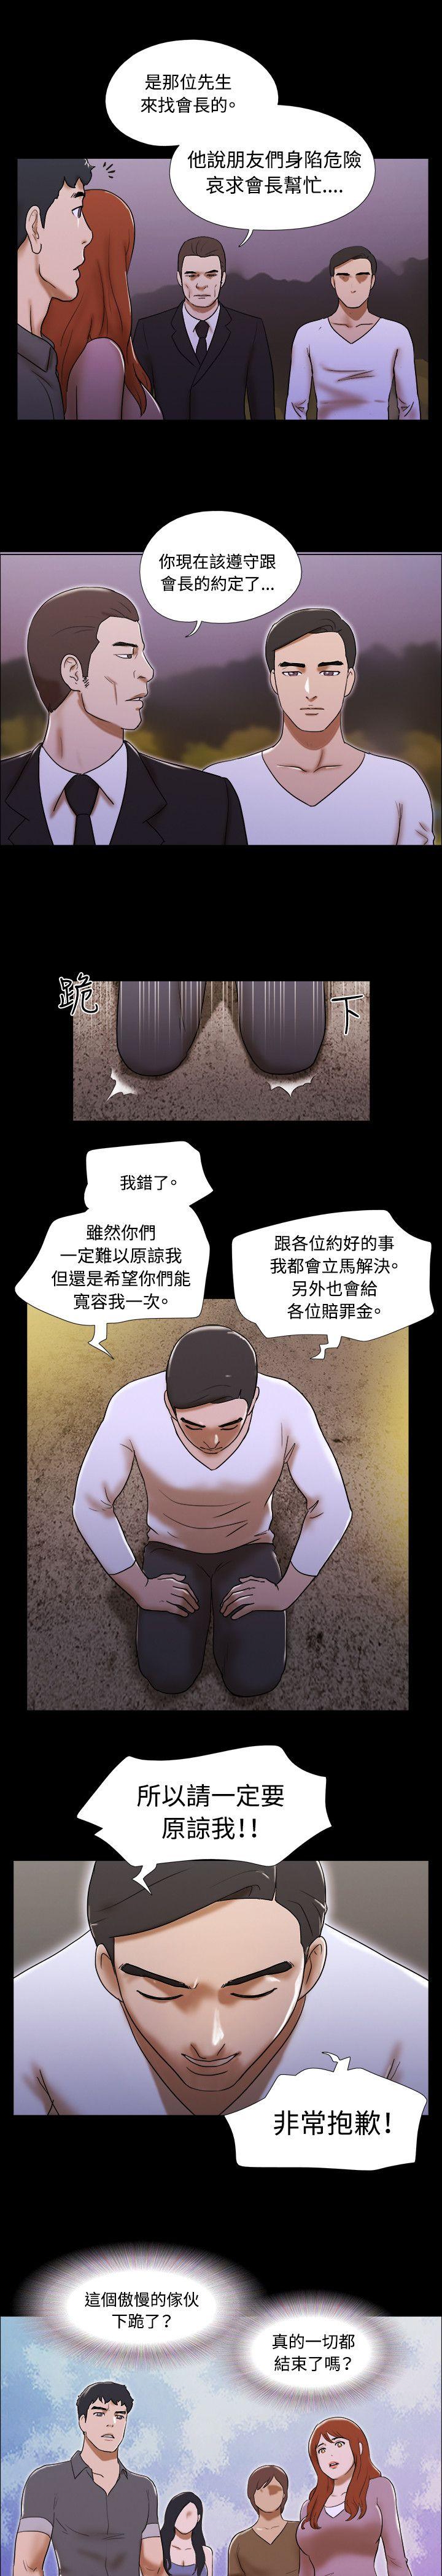 是那位先生
來找會長的。
他說朋友們身陷危險
哀求會長幫忙....
你現在該遵守跟
會長的約定了...
跪
下
我錯了。
雖然你們
一定難以原諒我
但還是希望你們能
寬容我一次。
跟各位約好的事
我都會立馬解決。
另外也會給
各位賠罪金。
所以請一定要
原諒我!!
非常抱歉!
這個傲慢的傢伙
下跪了?
真的一切都
結束了嗎?